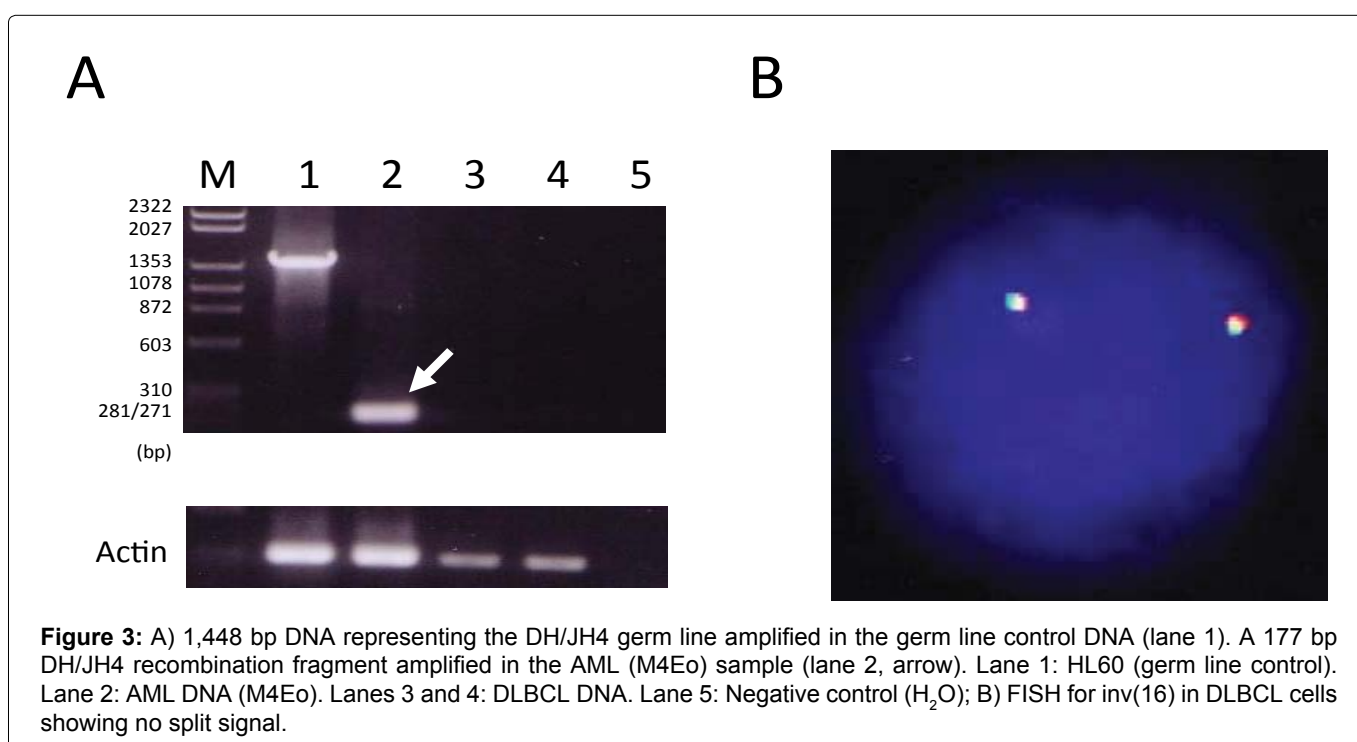 A
B
M 1 2 3 4 5
2322
2027
1353
1078
872
603
310
281/271
(bp)
Actin
Figure 3: A) 1,448 bp DNA representing the DH/JH4 germ line amplified in the germ line control DNA (lane 1). A 177 bp
DH/JH4 recombination fragment amplified in the AML (M4Eo) sample (lane 2, arrow). Lane 1: HL60 (germ line control).
Lane 2: AML DNA (M4Eo). Lanes 3 and 4: DLBCL DNA. Lane 5: Negative control (H₂O); B) FISH for inv(16) in DLBCL cells
showing no split signal.